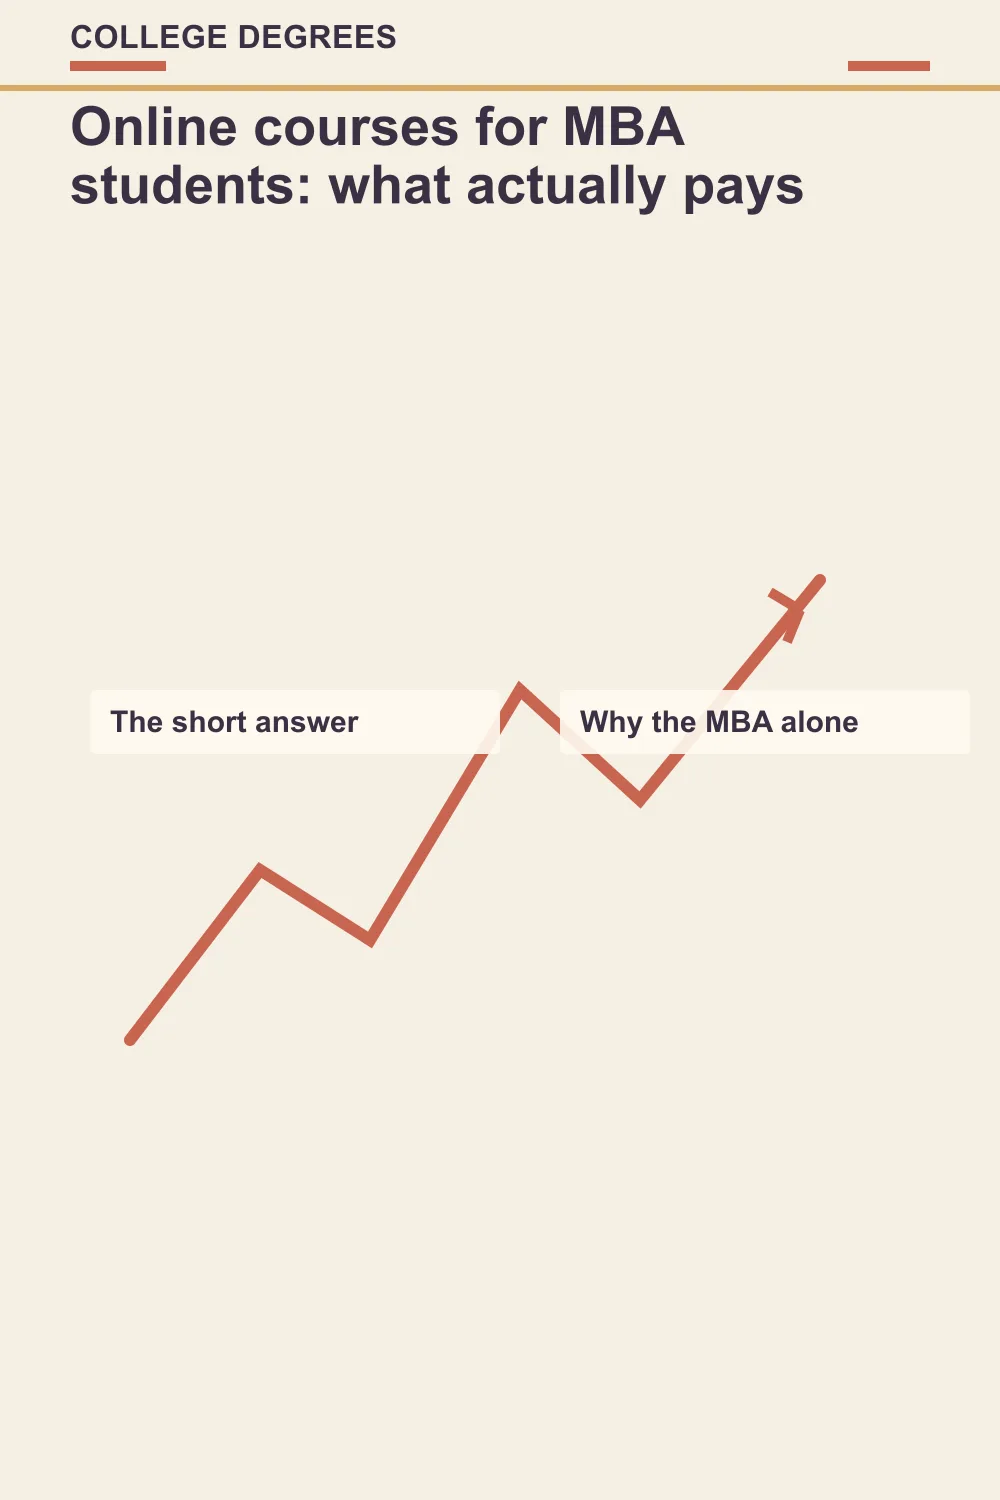 COLLEGE DEGREES
Online courses for MBA
students: what actually pays
The short answer
Why the MBA alone